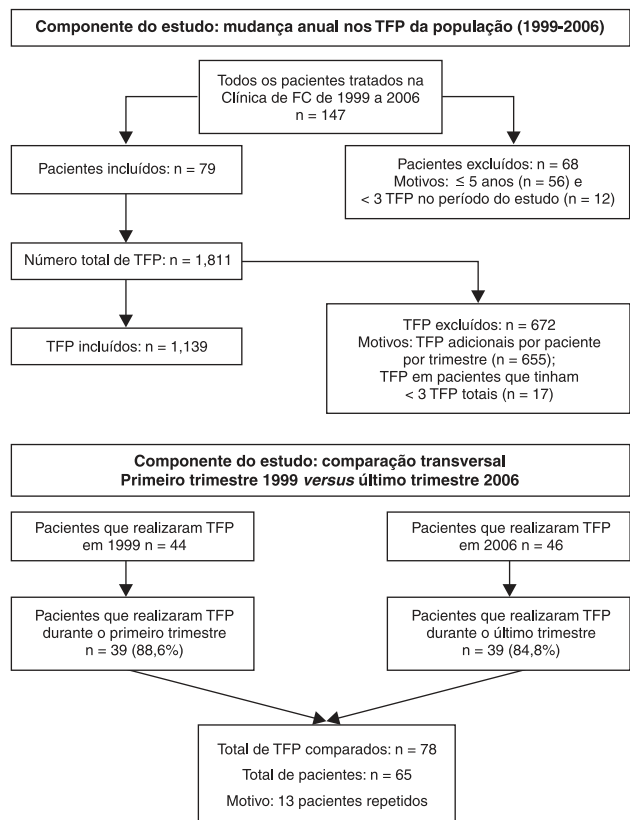 Componente do estudo: mudança anual nos TFP da população (1999-2006)
Todos os pacientes tratados na
Clínica de FC de 1999 a 2006
n = 147
Pacientes incluídos: n = 79
Pacientes excluídos: n = 68
Motivos: ≤ 5 anos (n = 56) e
< 3 TFP no período do estudo (n = 12)
Número total de TFP: n = 1,811
TFP incluídos: n = 1,139
TFP excluídos: n = 672
Motivos: TFP adicionais por paciente
por trimestre (n = 655);
TFP em pacientes que tinham
< 3 TFP totais (n = 17)
Componente do estudo: comparação transversal
Primeiro trimestre 1999 versus último trimestre 2006
Pacientes que realizaram TFP
em 1999 n = 44
Pacientes que realizaram TFP
em 2006 n = 46
Pacientes que realizaram TFP
durante o primeiro trimestre
n = 39 (88,6%)
Pacientes que realizaram TFP
durante o último trimestre
n = 39 (84,8%)
Total de TFP comparados: n = 78
Total de pacientes: n = 65
Motivo: 13 pacientes repetidos